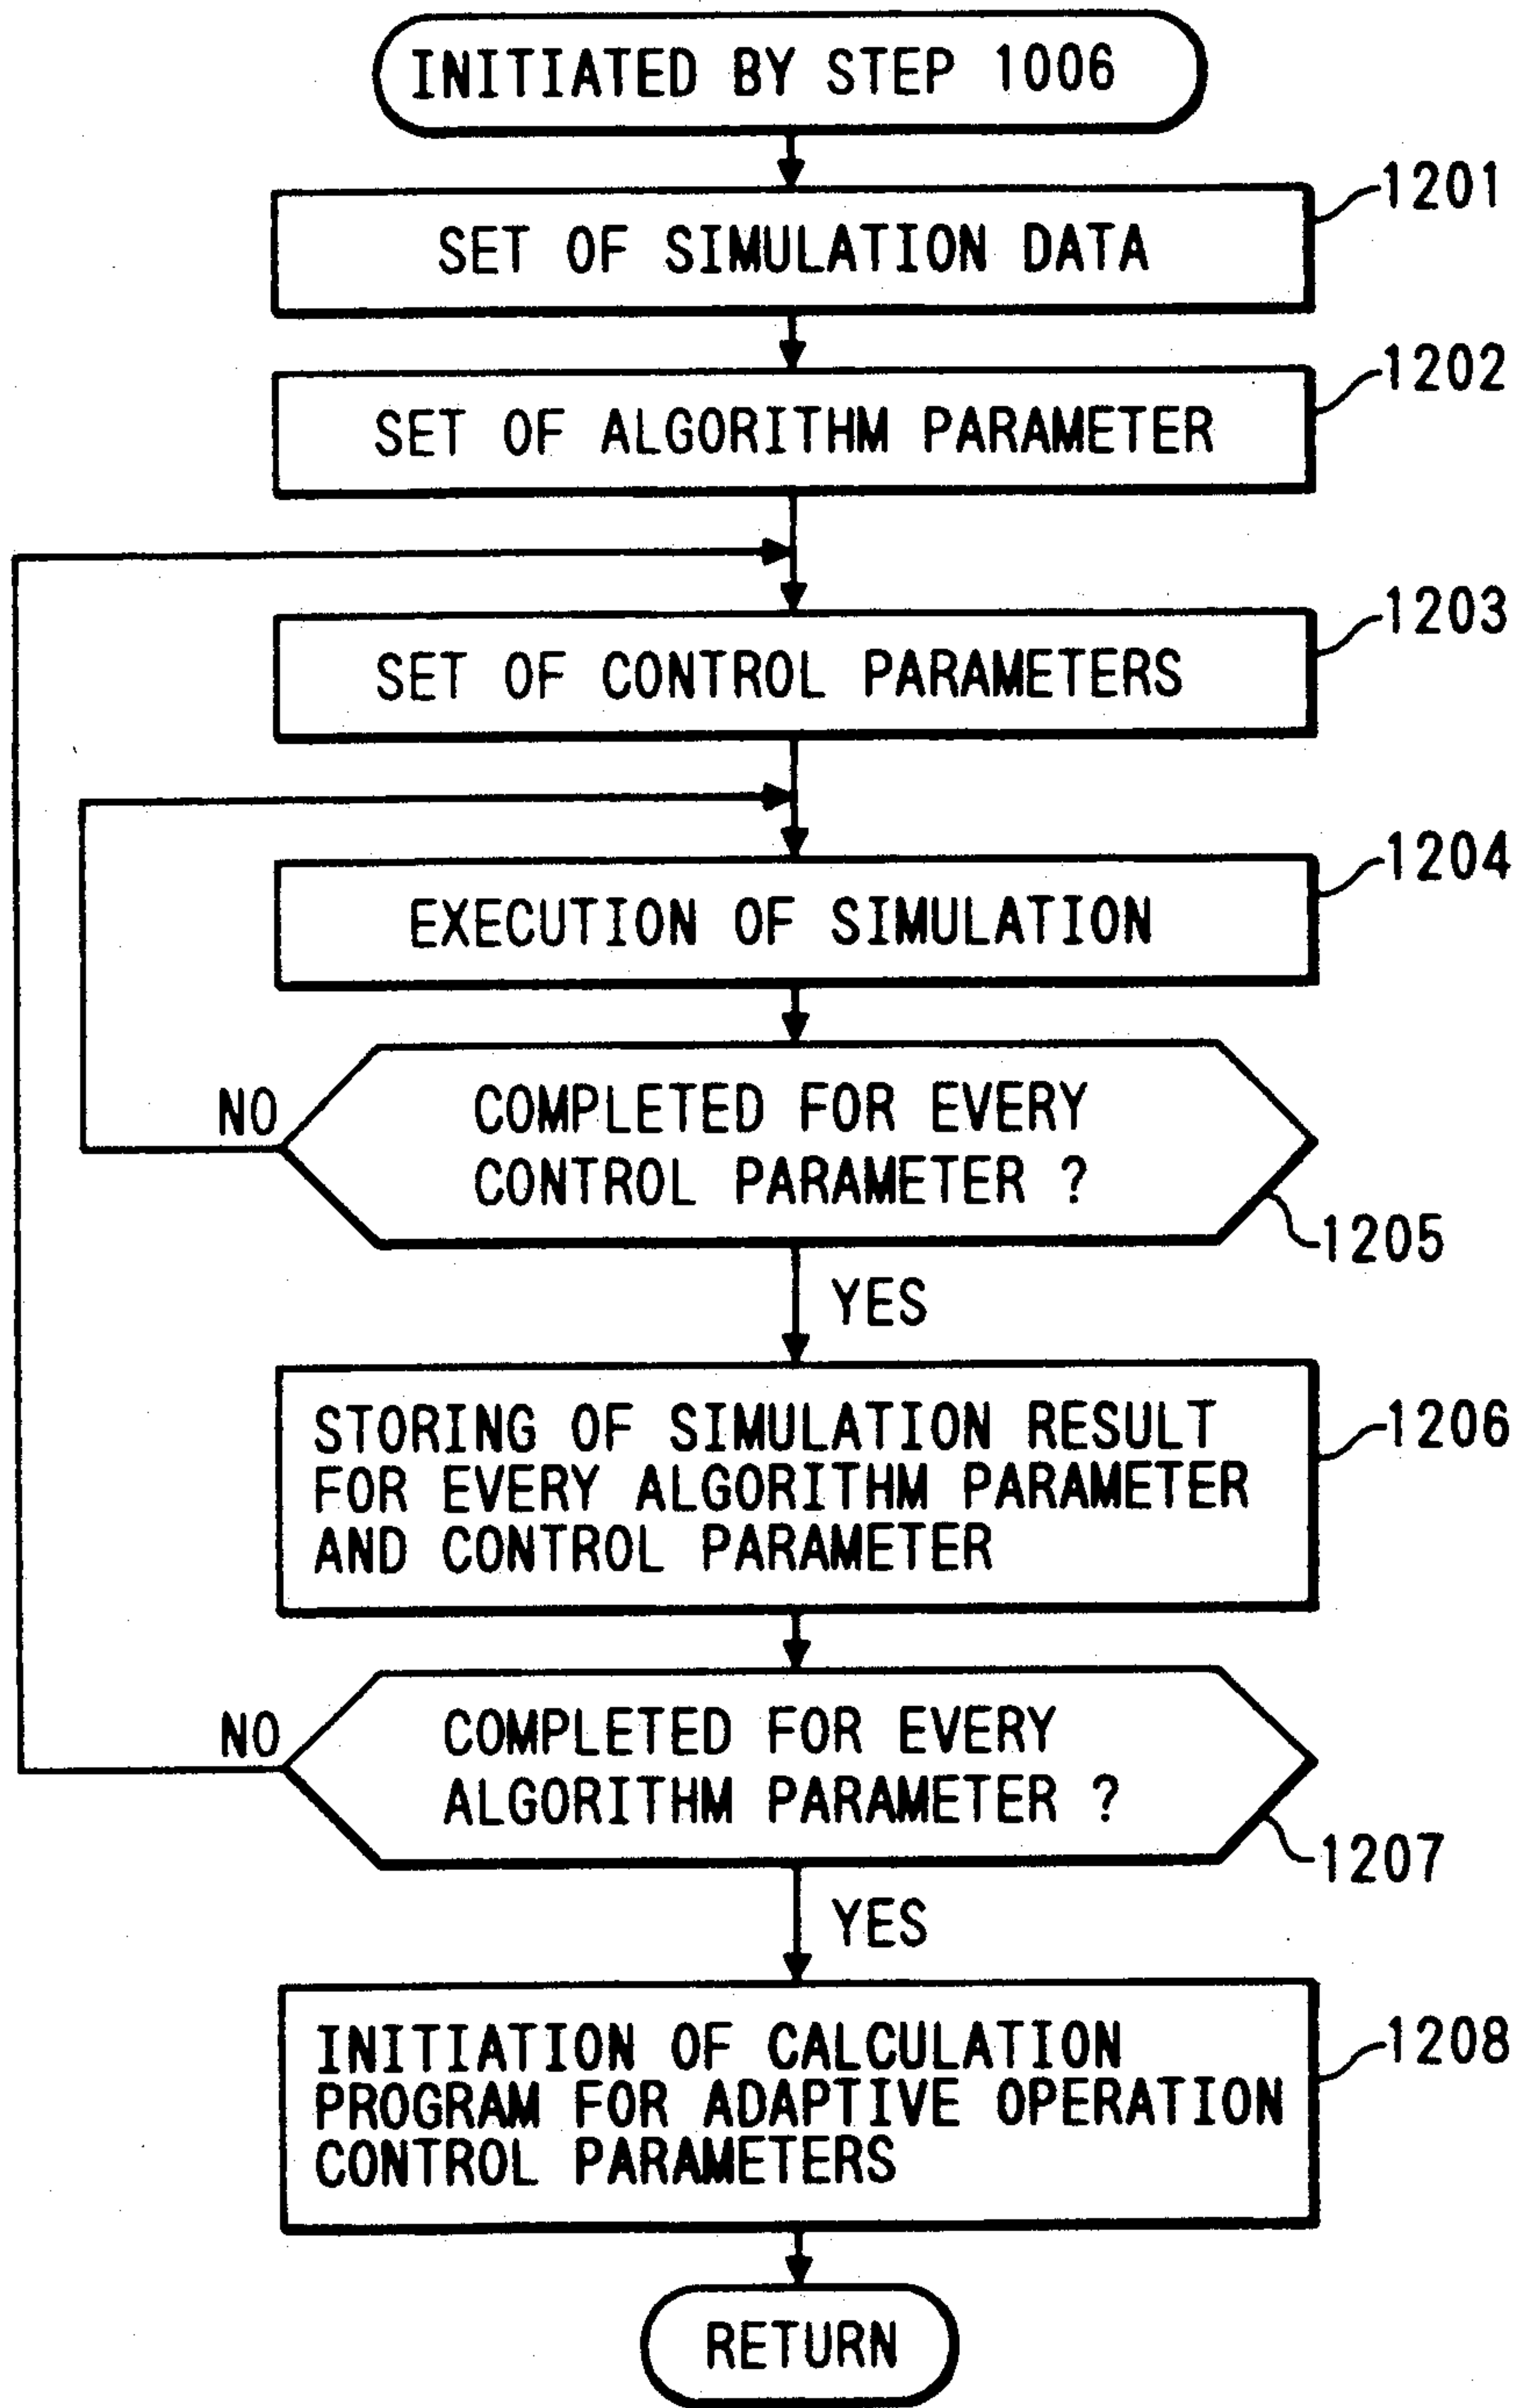 INITIATED BY STEP 1006
1201
SET OF SIMULATION DATA
1202
SET OF ALGORITHM PARAMETER
1203
SET OF CONTROL PARAMETERS
1204
EXECUTION OF SIMULATION
NO
COMPLETED FOR EVERY
CONTROL PARAMETER ?
1205
YES
1206
STORING OF SIMULATION RESULT
FOR EVERY ALGORITHM PARAMETER
AND CONTROL PARAMETER
NO
COMPLETED FOR EVERY
ALGORITHM PARAMETER ?
1207
YES
1208
INITIATION OF CALCULATION
PROGRAM FOR ADAPTIVE OPERATION
CONTROL PARAMETERS
RETURN